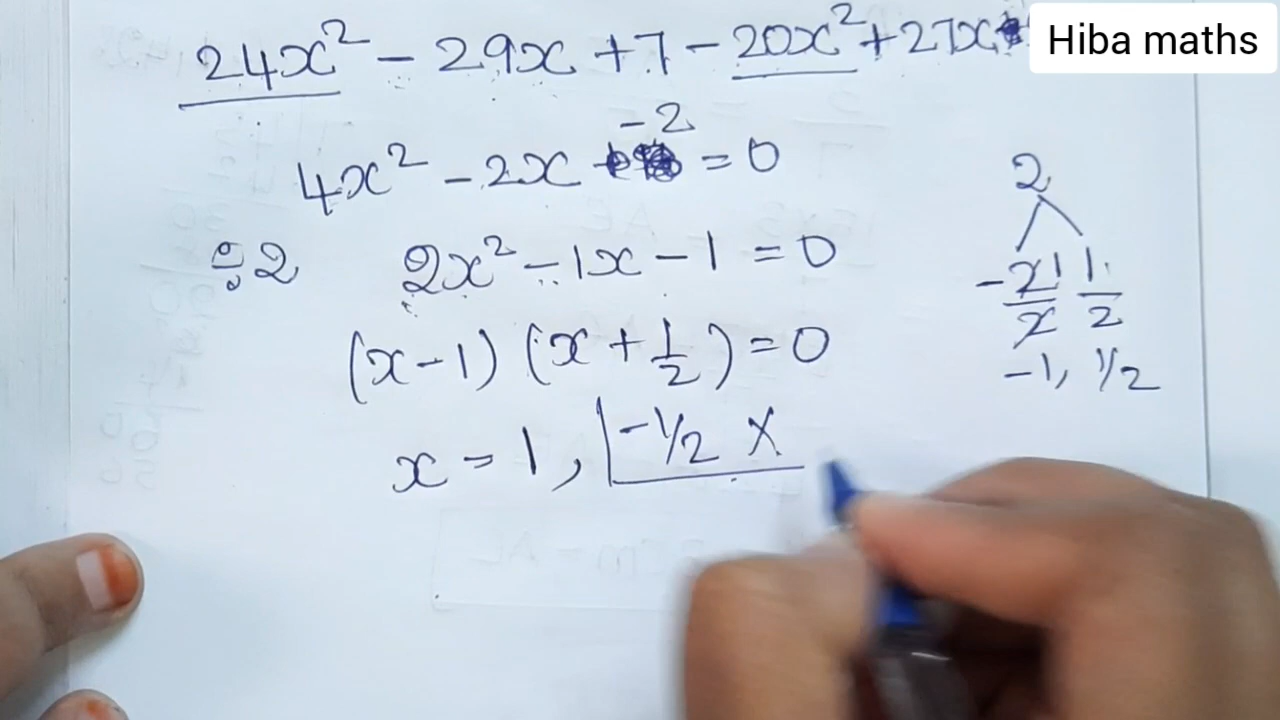 Hiba maths
24x² - 29x + 7 - 20x² + 27x
- 2
4x² - 2x = 0
÷ 2 2x² - 1x - 1 = 0
(x - 1) (x + 1/2) = 0
x = 1, -1/2 X
2
-2/2 1/2
-1, 1/2